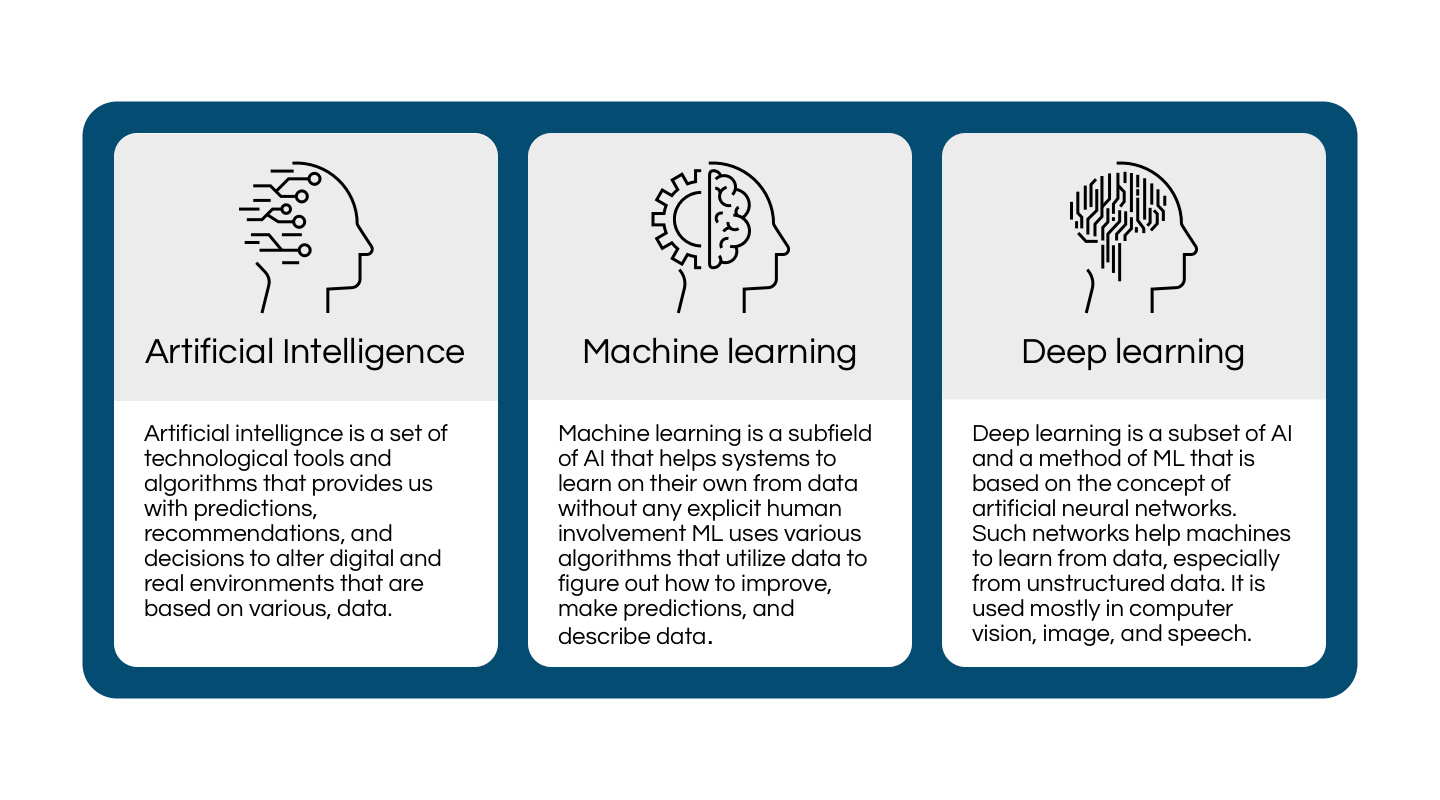 Artificial Intelligence
Artificial intellignce is a set of
technological tools and
algorithms that provides us
with predictions,
recommendations, and
decisions to alter digital and
real environments that are
based on various, data.
Machine learning
Machine learning is a subfield
of AI that helps systems to
learn on their own from data
without any explicit human
involvement ML uses various
algorithms that utilize data to
figure out how to improve,
make predictions, and
describe data.
Deep learning
Deep learning is a subset of AI
and a method of ML that is
based on the concept of
artificial neural networks.
Such networks help machines
to learn from data, especially
from unstructured data. It is
used mostly in computer
vision, image, and speech.